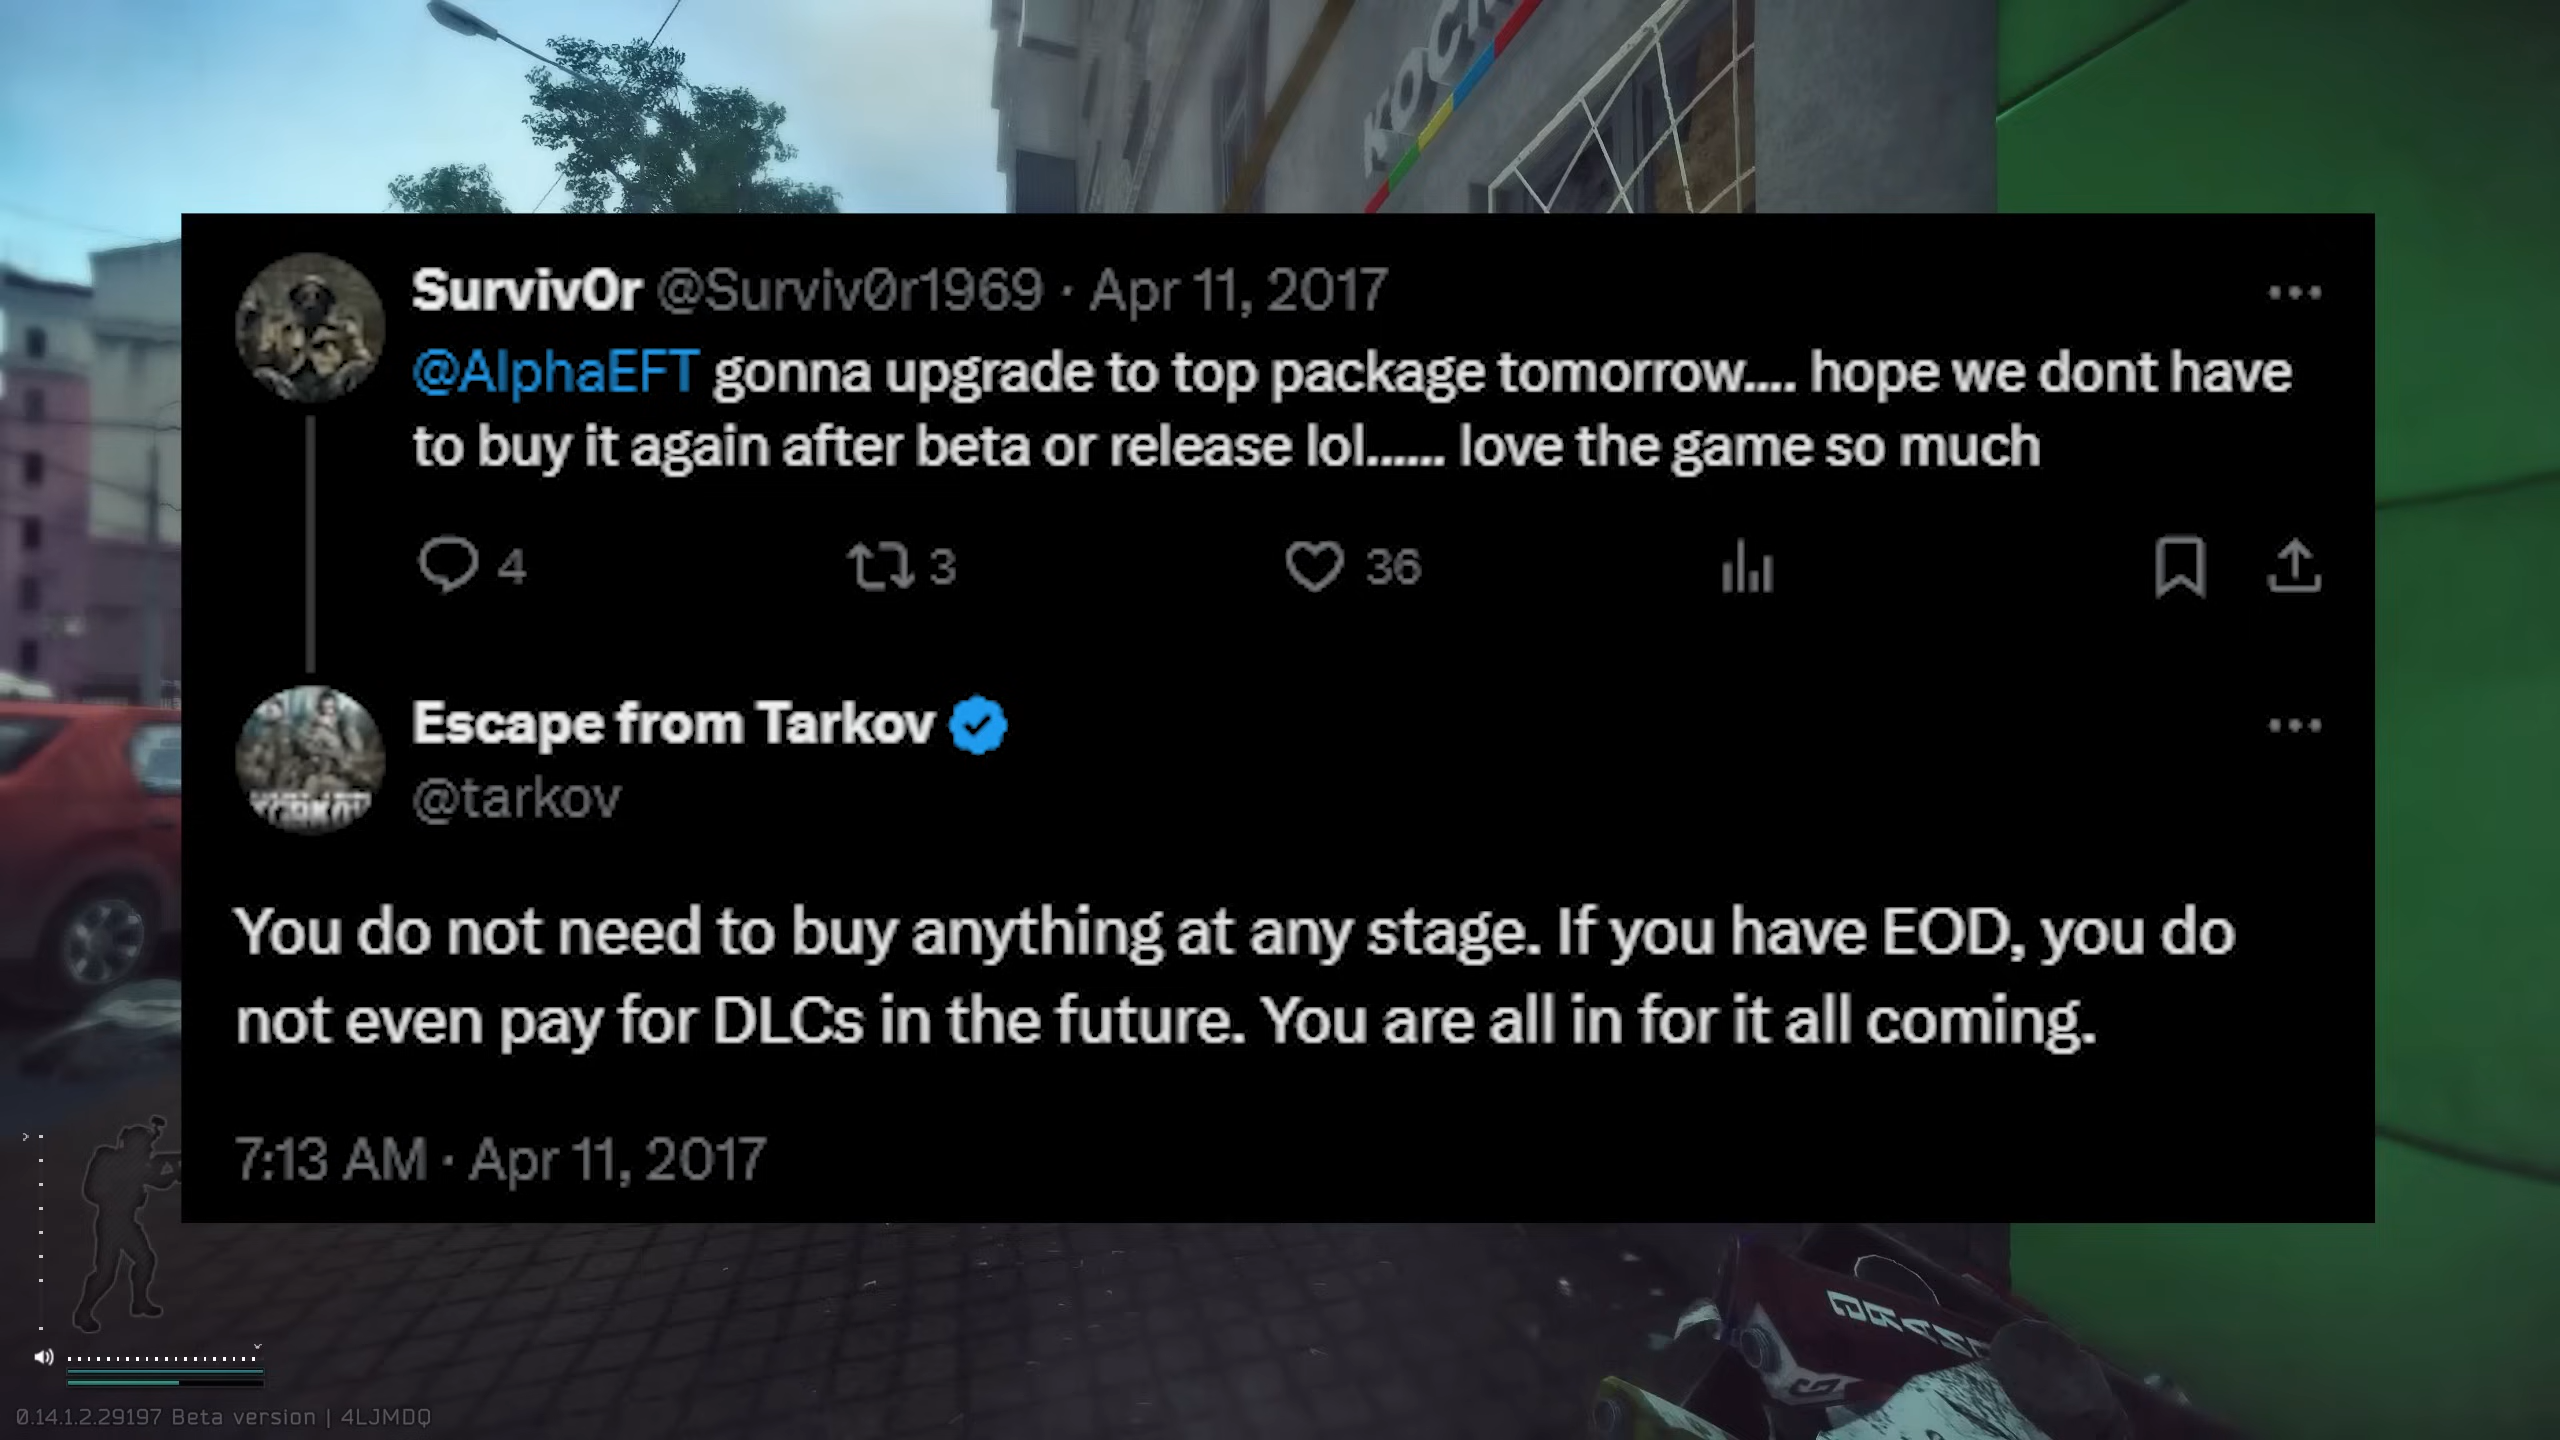 КОСМ
Surviv0r @Surviv0r1969 · Apr 11, 2017
@AlphaEFT gonna upgrade to top package tomorrow.... hope we dont have
to buy it again after beta or release lol...... love the game so much
4 3 36
Escape from Tarkov
@tarkov
You do not need to buy anything at any stage. If you have EOD, you do
not even pay for DLCs in the future. You are all in for it all coming.
7:13 AM · Apr 11, 2017
0.14.1.2.29197 Beta version | 4LJMDQ